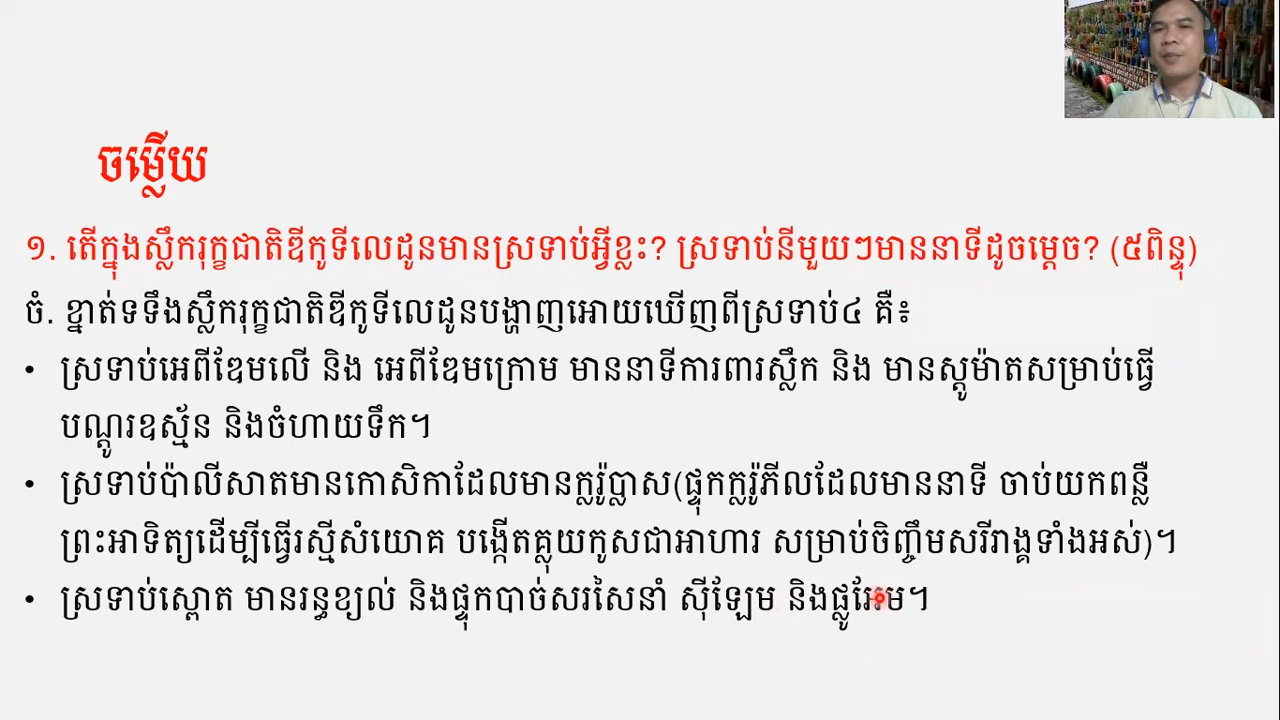 ចម្លើយ
១. តើក្នុងស្លឹករុក្ខជាតិឌីកូទីលេដូនមានស្រទាប់អ្វីខ្លះ? ស្រទាប់នីមួយៗមាននាទីដូចម្ដេច? (៥ពិន្ទុ)
ចំ. ខ្នាត់ទទឹងស្លឹករុក្ខជាតិឌីកូទីលេដូនបង្ហាញអោយឃើញពីស្រទាប់៤ គឺ៖
• ស្រទាប់អេពីឌែមលើ និង អេពីឌែមក្រោម មាននាទីការពារស្លឹក និង មានស្តូម៉ាតសម្រាប់ធ្វើ
បណ្តូរឧស្ម័ន និងចំហាយទឹក។
• ស្រទាប់ប៉ាលីសាតមានកោសិកាដែលមានក្លរ៉ូប្លាស(ផ្ទុកក្លរ៉ូភីលដែលមាននាទី ចាប់យកពន្លឺ
ព្រះអាទិត្យដើម្បីធ្វើរស្មីសំយោគ បង្កើតគ្លុយកូសជាអាហារ សម្រាប់ចិញ្ចឹមសរីរាង្គទាំងអស់)។
• ស្រទាប់ស្ពោត មានរន្ធខ្យល់ និងផ្ទុកបាច់សរសៃនាំ ស៊ីឡែម និងផ្លូអែម។